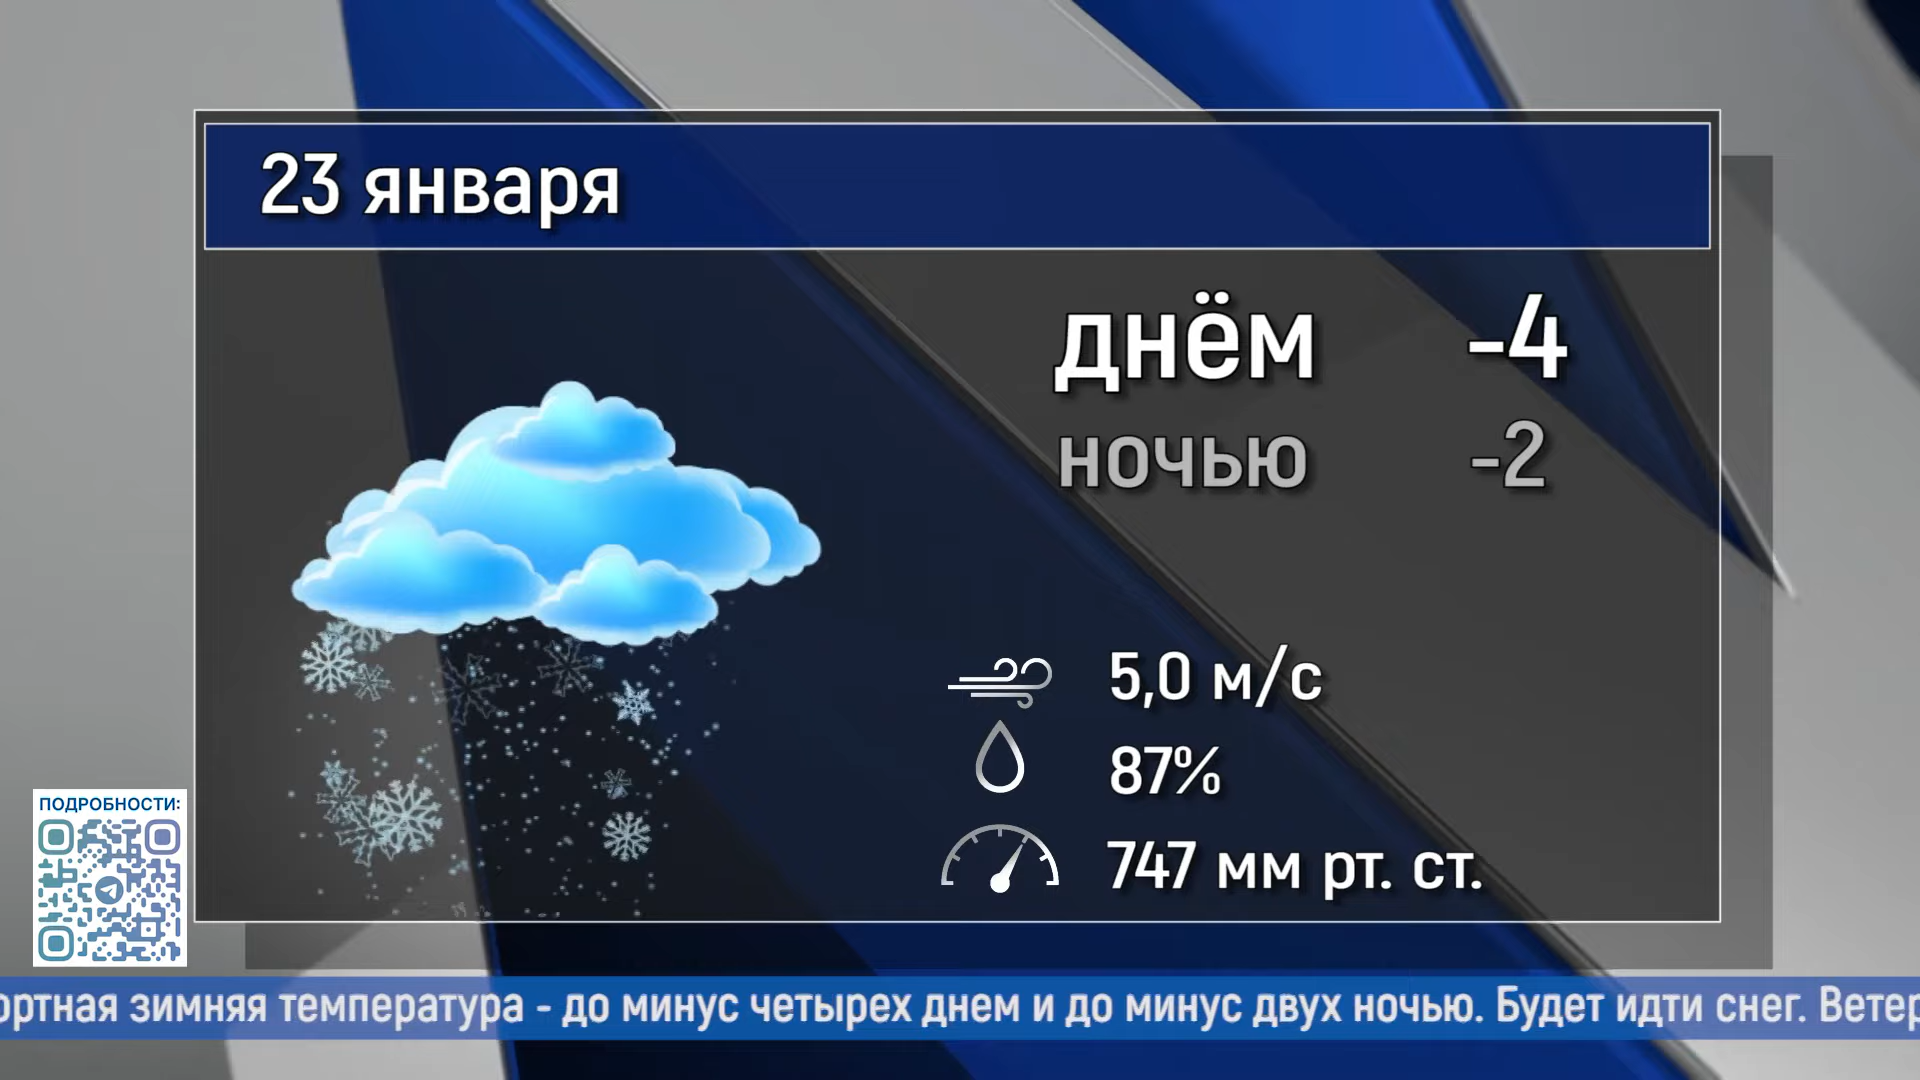 23 января
днём -4
ночью -2
5,0 м/с
87%
747 мм рт. ст.
ПОДРОБНОСТИ:
зимняя температура - до минус четырех днем и до минус двух ночью. Будет идти снег. Ветер